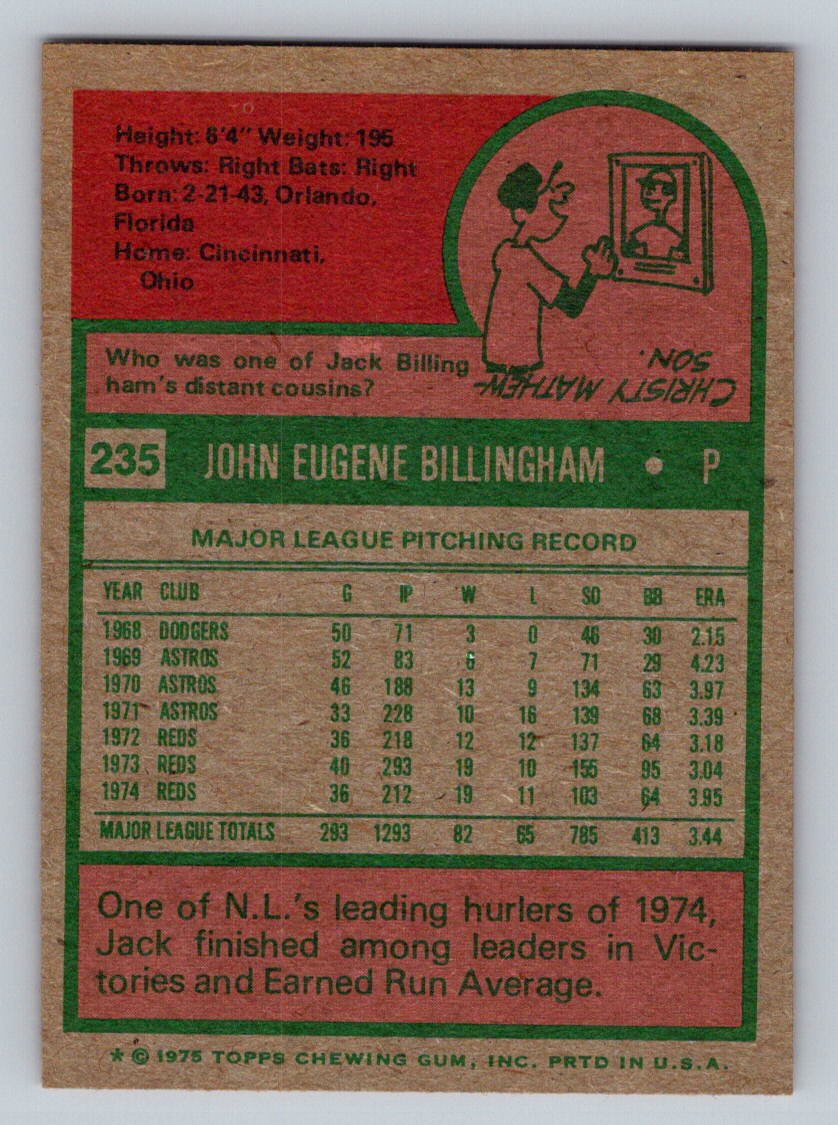 Height: 6'4" Weight: 195
Throws: Right Bats: Right
Born: 2-21-43, Orlando,
Florida
Home: Cincinnati,
Ohio
Who was one of Jack Billing
ham's distant cousins?
CHRISTY MATHEW-
SON.
235 JOHN EUGENE BILLINGHAM • P
MAJOR LEAGUE PITCHING RECORD
YEAR CLUB G IP W L SO BB ERA
1968 DODGERS 50 71 3 0 46 30 2.15
1969 ASTROS 52 83 6 7 71 29 4.23
1970 ASTROS 46 188 13 9 134 63 3.97
1971 ASTROS 33 228 10 16 139 68 3.39
1972 REDS 36 218 12 12 137 64 3.18
1973 REDS 40 293 19 10 155 95 3.04
1974 REDS 36 212 19 11 103 64 3.95
MAJOR LEAGUE TOTALS 293 1293 82 65 785 413 3.44
One of N.L.'s leading hurlers of 1974,
Jack finished among leaders in Vic-
tories and Earned Run Average.
* © 1975 TOPPS CHEWING GUM, INC. PRTD IN U.S.A.